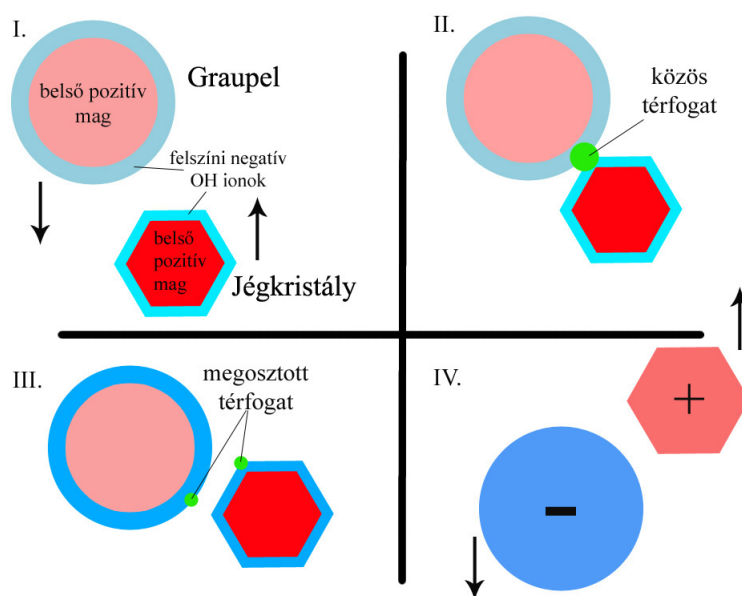 I.
belső pozitív
mag
Graupel
felszíni negatív
OH ionok
belső
pozitív
mag
Jégkristály
II.
közös
térfogat
III.
megosztott
térfogat
IV.
+
-